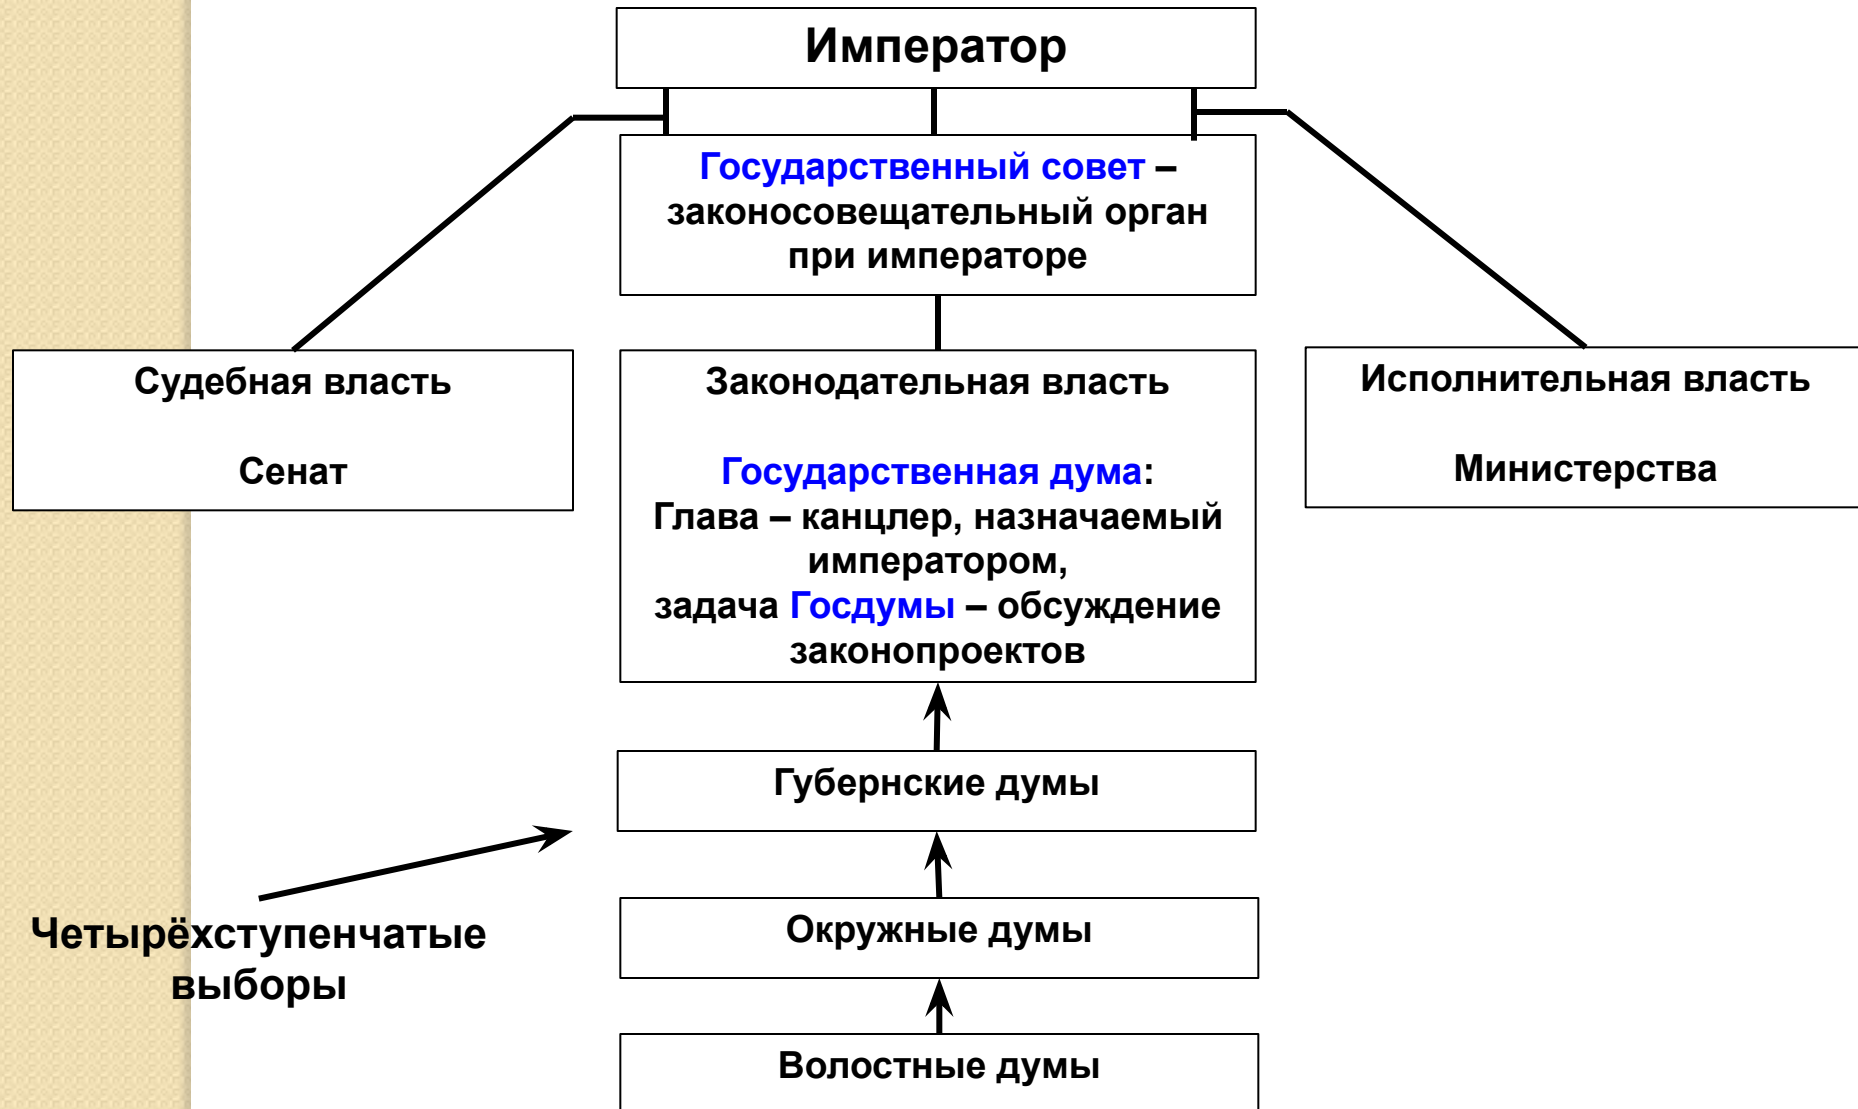 Император
Государственный совет –
законосовещательный орган
при императоре
Судебная власть
Сенат
Законодательная власть
Государственная дума:
Глава – канцлер, назначаемый
императором,
задача Госдумы – обсуждение
законопроектов
Исполнительная власть
Министерства
Губернские думы
Четырёхступенчатые
выборы
Окружные думы
Волостные думы